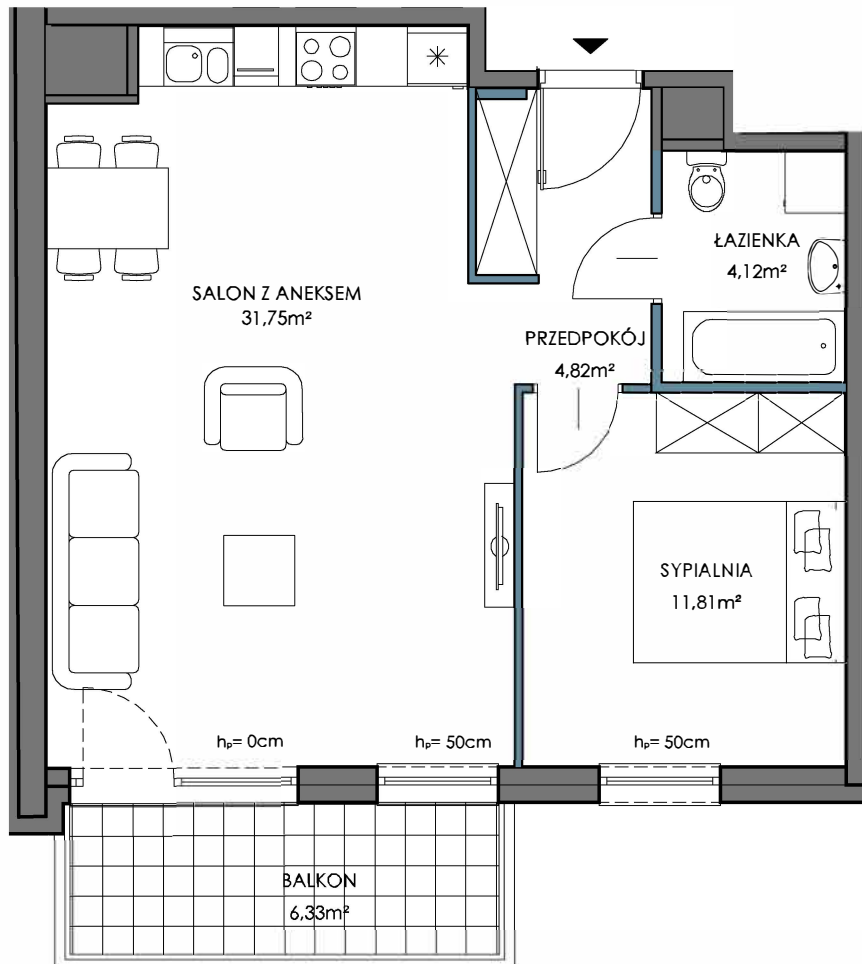 ŁAZIENKA
4,12m²
SALON Z ANEKSEM
31,75m²
PRZEDPOKÓJ
4,82m²
SYPIALNIA
11,81m²
hₚ= 0cm
hₚ= 50cm
hₚ= 50cm
BALKON
6,33m²